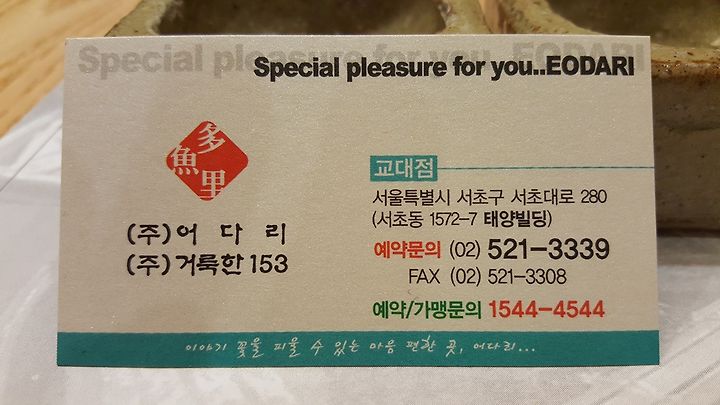 Special pleasure for you..EODARI
Special pleasure for you..EODARI
魚多里
(주)어다리
(주)거룩한153
교대점
서울특별시 서초구 서초대로 280
(서초동 1572-7 태양빌딩)
예약문의 (02) 521-3339
FAX (02) 521-3308
예약/가맹문의 1544-4544
이야기 꽃을 피울 수 있는 마음 편한 곳, 어다리...